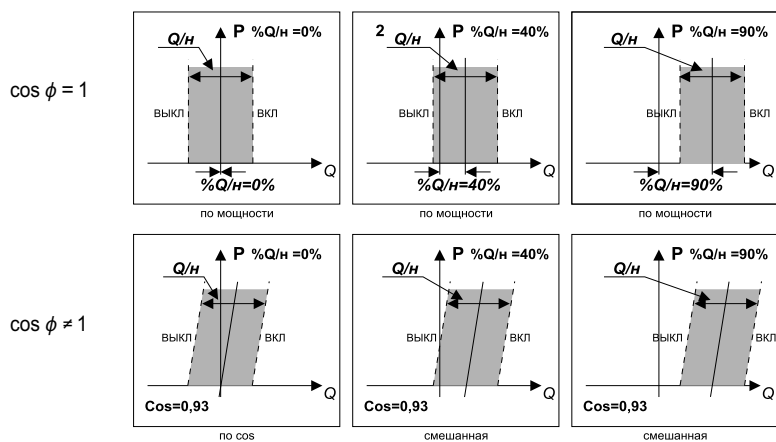 cos ϕ = 1
P %Q/н =0%
Q/н
ВЫКЛ
ВКЛ
Q
%Q/н=0%
по мощности
2
P %Q/н =40%
Q/н
ВЫКЛ
ВКЛ
Q
%Q/н=40%
по мощности
P %Q/н =90%
Q/н
ВЫКЛ
ВКЛ
Q
%Q/н=90%
по мощности
cos ϕ ≠ 1
P %Q/н =0%
Q/н
ВЫКЛ
ВКЛ
Q
Cos=0,93
по cos
P %Q/н =40%
Q/н
ВЫКЛ
ВКЛ
Q
Cos=0,93
смешанная
P %Q/н =90%
Q/н
ВЫКЛ
ВКЛ
Q
Cos=0,93
смешанная